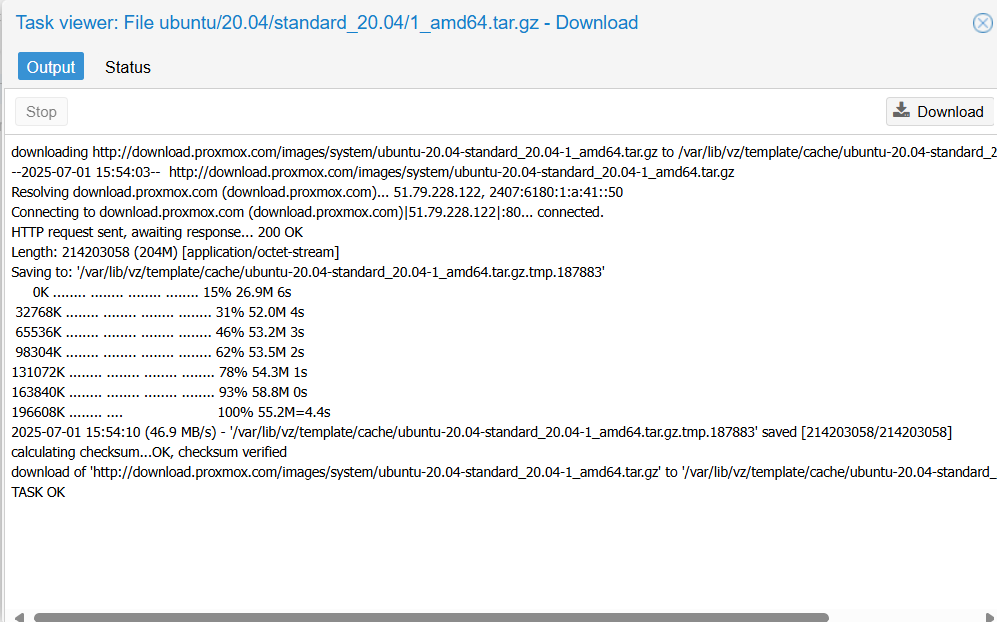 Task viewer: File ubuntu/20.04/standard_20.04/1_amd64.tar.gz - Download
Output Status
Stop Download
downloading http://download.proxmox.com/images/system/ubuntu-20.04-standard_20.04-1_amd64.tar.gz to /var/lib/vz/template/cache/ubuntu-20.04-standard_2
--2025-07-01 15:54:03-- http://download.proxmox.com/images/system/ubuntu-20.04-standard_20.04-1_amd64.tar.gz
Resolving download.proxmox.com (download.proxmox.com)... 51.79.228.122, 2407:6180:1:a:41::50
Connecting to download.proxmox.com (download.proxmox.com)|51.79.228.122|:80... connected.
HTTP request sent, awaiting response... 200 OK
Length: 214203058 (204M) [application/octet-stream]
Saving to: '/var/lib/vz/template/cache/ubuntu-20.04-standard_20.04-1_amd64.tar.gz.tmp.187883'
0K ........ ........ ........ ........ 15% 26.9M 6s
32768K ........ ........ ........ ........ 31% 52.0M 4s
65536K ........ ........ ........ ........ 46% 53.2M 3s
98304K ........ ........ ........ ........ 62% 53.5M 2s
131072K ........ ........ ........ ........ 78% 54.3M 1s
163840K ........ ........ ........ ........ 93% 58.8M 0s
196608K ........ .... 100% 55.2M=4.4s
2025-07-01 15:54:10 (46.9 MB/s) - '/var/lib/vz/template/cache/ubuntu-20.04-standard_20.04-1_amd64.tar.gz.tmp.187883' saved [214203058/214203058]
calculating checksum...OK, checksum verified
download of 'http://download.proxmox.com/images/system/ubuntu-20.04-standard_20.04-1_amd64.tar.gz' to '/var/lib/vz/template/cache/ubuntu-20.04-standard_
TASK OK